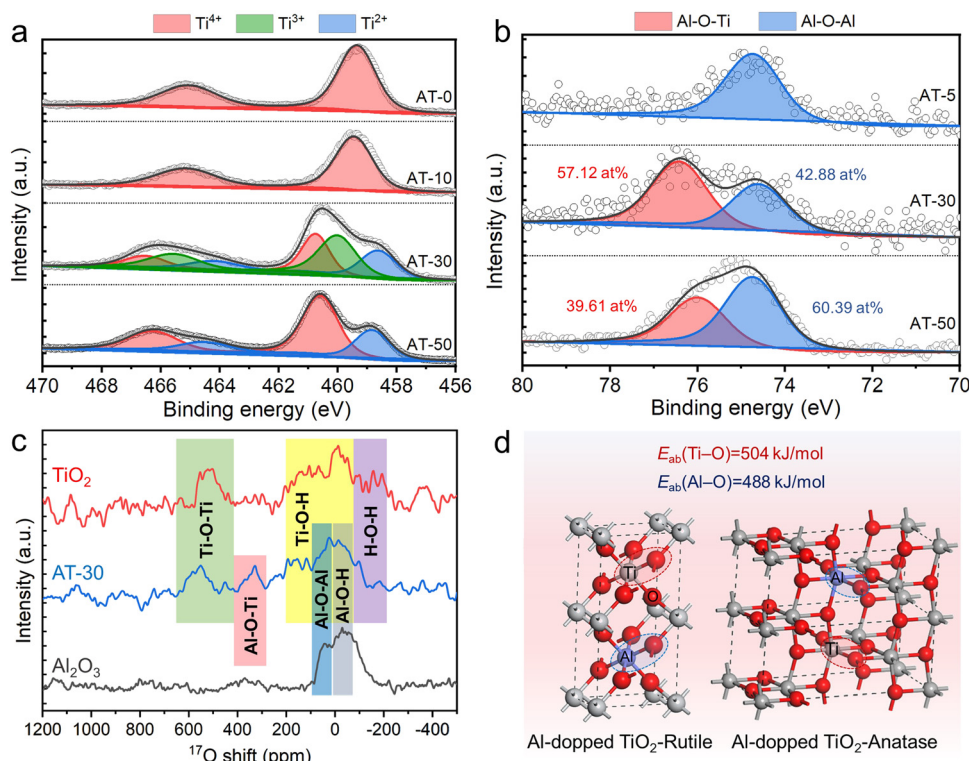 a
Ti⁴⁺ Ti³⁺ Ti²⁺
Intensity (a.u.)
AT-0
AT-10
AT-30
AT-50
470 468 466 464 462 460 458 456
Binding energy (eV)
b
Al-O-Ti Al-O-Al
Intensity (a.u.)
AT-5
57.12 at%
42.88 at%
AT-30
39.61 at%
60.39 at%
AT-50
80 78 76 74 72 70
Binding energy (eV)
c
Intensity (a.u.)
TiO₂
AT-30
Al₂O₃
Ti-O-Ti
Al-O-Ti
Ti-O-H
Al-O-Al
Al-O-H
H-O-H
1200 1000 800 600 400 200 0 -200 -400
¹⁷O shift (ppm)
d
Eab(Ti–O)=504 kJ/mol
Eab(Al–O)=488 kJ/mol
Ti
O
Al
Al
Ti
Al-dopped TiO₂-Rutile
Al-dopped TiO₂-Anatase